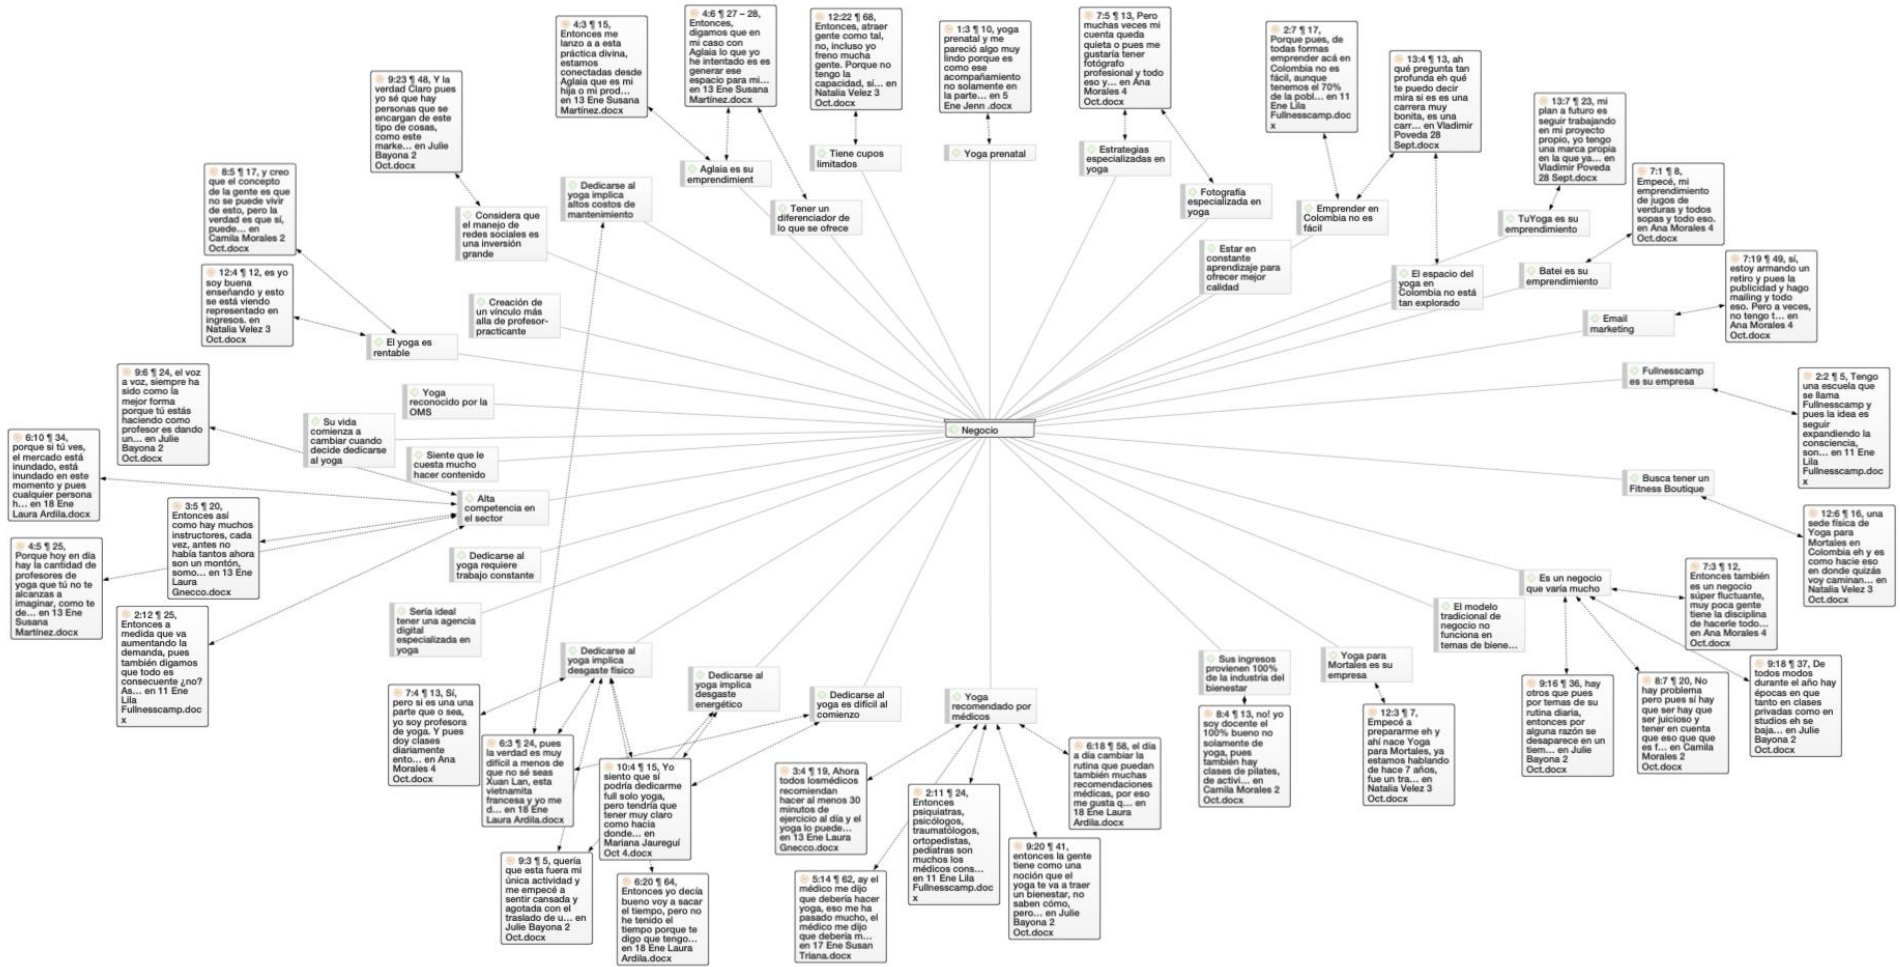 4:3 ¶ 15,
Entonces me
lanzo a a esta
práctica divina,
estamos
conectadas desde
Aglaia que es mi
hija o mi prod...
en 13 Ene Susana
Martínez.docx
4:6 ¶ 27 – 28,
Entonces,
digamos que en
mi caso con
Aglaia lo que yo
he intentado es es
generar ese
espacio para mi...
en 13 Ene Susana
Martínez.docx
12:22 ¶ 68,
Entonces, atraer
gente como tal,
no, incluso yo
freno mucha
gente. Porque no
tengo la
capacidad, sí... en
Natalia Velez 3
Oct.docx
1:3 ¶ 10, yoga
prenatal y me
pareció algo muy
lindo porque es
como ese
acompañamiento
no solamente en
la parte... en 5
Ene Jenn .docx
7:5 ¶ 13, Pero
muchas veces mi
cuenta queda
quieta o pues me
gustaría tener
fotógrafo
profesional y todo
eso y... en Ana
Morales 4
Oct.docx
2:7 ¶ 17,
Porque pues, de
todas formas
emprender acá en
Colombia no es
fácil, aunque
tenemos el 70%
de la pobl... en 11
Ene Lila
Fullnesscamp.doc
x
13:4 ¶ 13, ah
qué pregunta tan
profunda eh qué
te puedo decir
mira si es es una
carrera muy
bonita, es una
carr... en Vladimir
Poveda 28
Sept.docx
13:7 ¶ 23, mi
plan a futuro es
seguir trabajando
en mi proyecto
propio, yo tengo
una marca propia
en la que ya... en
Vladimir Poveda
28 Sept.docx
9:23 ¶ 48, Y la
verdad Claro pues
yo sé que hay
personas que se
encargan de este
tipo de cosas,
como este
marke... en Julie
Bayona 2
Oct.docx
7:1 ¶ 8,
Empecé, mi
emprendimiento
de jugos de
verduras y todos
sopas y todo eso.
en Ana Morales 4
Oct.docx
8:5 ¶ 17, y creo
que el concepto
de la gente es que
no se puede vivir
de esto, pero la
verdad es que sí,
puede... en
Camila Morales 2
Oct.docx
7:19 ¶ 49, sí,
estoy armando un
retiro y pues la
publicidad y hago
mailing y todo
eso. Pero a veces,
no tengo t... en
Ana Morales 4
Oct.docx
12:4 ¶ 12, es yo
soy buena
enseñando y esto
se está viendo
representado en
ingresos. en
Natalia Velez 3
Oct.docx
Aglaia es su
emprendiment
Tiene cupos
limitados
Yoga prenatal
Estrategias
especializadas en
yoga
Dedicarse al
yoga implica
altos costos de
mantenimiento
Considera que
el manejo de
redes sociales es
una inversión
grande
Tener un
diferenciador de
lo que se ofrece
Fotografía
especializada en
yoga
Emprender en
Colombia no es
fácil
TuYoga es su
emprendimiento
Estar en
constante
aprendizaje para
ofrecer mejor
calidad
El espacio del
yoga en
Colombia no está
tan explorado
Batei es su
emprendimiento
Creación de
un vínculo más
alla de profesor-
practicante
Email
marketing
El yoga es
rentable
Fullnesscamp
es su empresa
2:2 ¶ 5, Tengo
una escuela que
se llama
Fullnesscamp y
pues la idea es
seguir
expandiendo la
consciencia,
son... en 11 Ene
Lila
Fullnesscamp.doc
x
9:6 ¶ 24, el voz
a voz, siempre ha
sido como la
mejor forma
porque tú estás
haciendo como
profesor es dando
un... en Julie
Bayona 2
Oct.docx
Yoga
reconocido por la
OMS
Su vida
comienza a
cambiar cuando
decide dedicarse
al yoga
Negocio
6:10 ¶ 34,
porque si tú ves,
el mercado está
inundado, está
inundado en este
momento y pues
cualquier persona
h... en 18 Ene
Laura Ardila.docx
Siente que le
cuesta mucho
hacer contenido
Busca tener un
Fitness Boutique
Alta
competencia en
el sector
3:5 ¶ 20,
Entonces así
como hay muchos
instructores, cada
vez, antes no
había tantos ahora
son un montón,
somo... en 13 Ene
Laura
Gnecco.docx
12:6 ¶ 16, una
sede física de
Yoga para
Mortales en
Colombia eh y es
como hacie eso
en donde quizás
voy caminan... en
Natalia Velez 3
Oct.docx
4:5 ¶ 25,
Porque hoy en día
hay la cantidad de
profesores de
yoga que tú no te
alcanzas a
imaginar, como te
de... en 13 Ene
Susana
Martínez.docx
Dedicarse al
yoga requiere
trabajo constante
Es un negocio
que varía mucho
7:3 ¶ 12,
Entonces también
es un negocio
súper fluctuante,
muy poca gente
tiene la disciplina
de hacerle todo...
en Ana Morales 4
Oct.docx
2:12 ¶ 25,
Entonces a
medida que va
aumentando la
demanda, pues
también digamos
que todo es
consecuente ¿no?
As... en 11 Ene
Lila
Fullnesscamp.doc
x
Sería ideal
tener una agencia
digital
especializada en
yoga
El modelo
tradicional de
negocio no
funciona en
temas de biene...
Dedicarse al
yoga implica
desgaste físico
Dedicarse al
yoga implica
desgaste
energético
Dedicarse al
yoga es difícil al
comienzo
Yoga
recomendado por
médicos
Sus ingresos
provienen 100%
de la industria del
bienestar
Yoga para
Mortales es su
empresa
9:18 ¶ 37, De
todos modos
durante el año hay
épocas en que
tanto en clases
privadas como en
studios eh se
baja... en Julie
Bayona 2
Oct.docx
7:4 ¶ 13, Sí,
pero si es una una
parte que o sea,
yo soy profesora
de yoga. Y pues
doy clases
diariamente
ento... en Ana
Morales 4
Oct.docx
6:3 ¶ 24, pues
la verdad es muy
difícil a menos de
que no sé seas
Xuan Lan, esta
vietnamita
francesa y yo me
d... en 18 Ene
Laura Ardila.docx
10:4 ¶ 15, Yo
siento que sí
podría dedicarme
full solo yoga,
pero tendría que
tener muy claro
como hacia
donde... en
Mariana Jauregui
Oct 4.docx
3:4 ¶ 19, Ahora
todos losmédicos
recomiendan
hacer al menos 30
minutos de
ejercicio al día y el
yoga lo puede...
en 13 Ene Laura
Gnecco.docx
2:11 ¶ 24,
Entonces
psiquiatras,
psicólogos,
traumatólogos,
ortopedistas,
pediatras son
muchos los
médicos cons...
en 11 Ene Lila
Fullnesscamp.doc
x
6:18 ¶ 58, el día
a día cambiar la
rutina que puedan
también muchas
recomendaciones
médicas, por eso
me gusta q... en
18 Ene Laura
Ardila.docx
8:4 ¶ 13, no! yo
soy docente el
100% bueno no
solamente de
yoga, pues
también hay
clases de pilates,
de activi... en
Camila Morales 2
Oct.docx
12:3 ¶ 7,
Empecé a
prepararme eh y
ahí nace Yoga
para Mortales, ya
estamos hablando
de hace 7 años,
fue un tra... en
Natalia Velez 3
Oct.docx
9:16 ¶ 36, hay
otros que pues
por temas de su
rutina diaria,
entonces por
alguna razón se
desaparece en un
tiem... en Julie
Bayona 2
Oct.docx
8:7 ¶ 20, No
hay problema
pero pues sí hay
que ser hay que
ser juicioso y
tener en cuenta
que eso que que
es f... en Camila
Morales 2
Oct.docx
9:3 ¶ 5, quería
que esta fuera mi
única actividad y
me empecé a
sentir cansada y
agotada con el
traslado de u... en
Julie Bayona 2
Oct.docx
6:20 ¶ 64,
Entonces yo decía
bueno voy a sacar
el tiempo, pero no
he tenido el
tiempo porque te
digo que tengo...
en 18 Ene Laura
Ardila.docx
5:14 ¶ 62, ay el
médico me dijo
que debería hacer
yoga, eso me ha
pasado mucho, el
médico me dijo
que debería m...
en 17 Ene Susan
Triana.docx
9:20 ¶ 41,
entonces la gente
tiene como una
noción que el
yoga te va a traer
un bienestar, no
saben cómo,
pero... en Julie
Bayona 2
Oct.docx